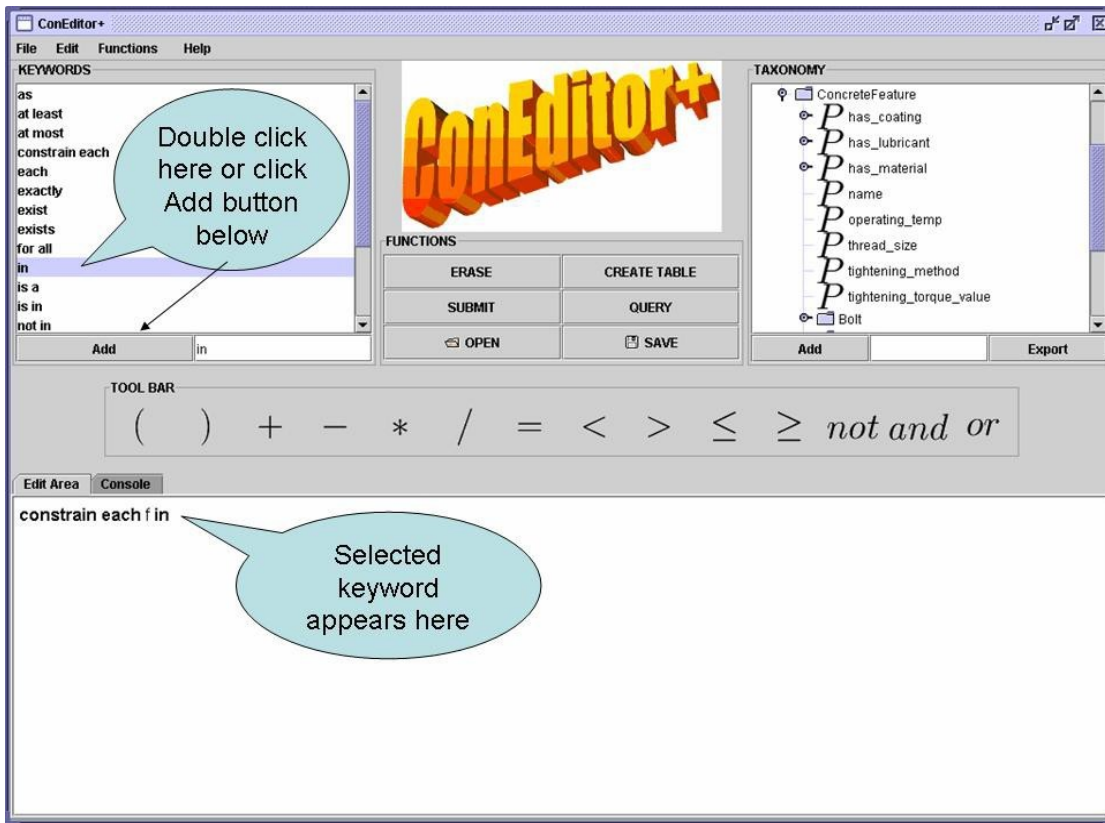 ConEditor+
File Edit Functions Help
KEYWORDS
as
at least
at most
constrain each
each
exactly
exist
exists
for all
in
is a
is in
not in
Add
in
Double click
here or click
Add button
below
ConEditor+
FUNCTIONS
ERASE CREATE TABLE
SUBMIT QUERY
OPEN SAVE
TAXONOMY
ConcreteFeature
P has_coating
P has_lubricant
P has_material
P name
P operating_temp
P thread_size
P tightening_method
P tightening_torque_value
Bolt
Add Export
TOOL BAR
( ) + − * / = < > ≤ ≥ not and or
Edit Area Console
constrain each f in
Selected
keyword
appears here